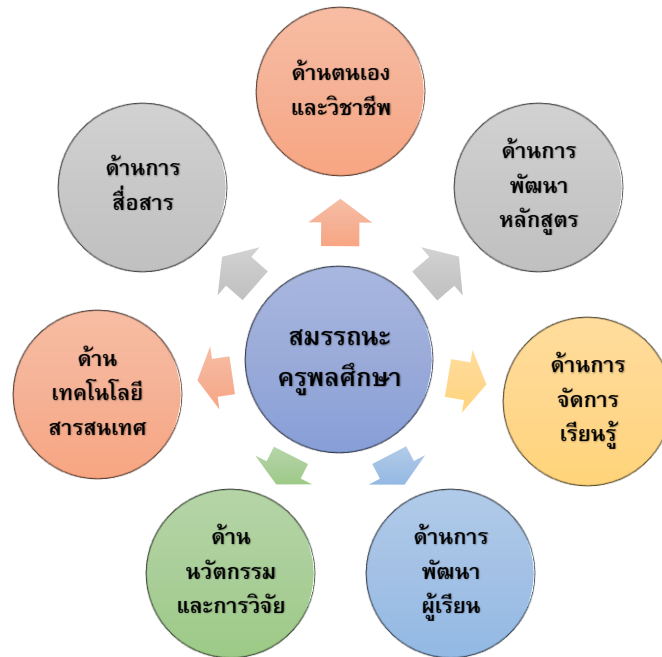 ด้านตนเอง
และวิชาชีพ
ด้านการ
พัฒนา
หลักสูตร
ด้านการ
จัดการ
เรียนรู้
ด้านการ
พัฒนา
ผู้เรียน
ด้าน
นวัตกรรม
และการวิจัย
ด้าน
เทคโนโลยี
สารสนเทศ
ด้านการ
สื่อสาร
สมรรถนะ
ครูพลศึกษา